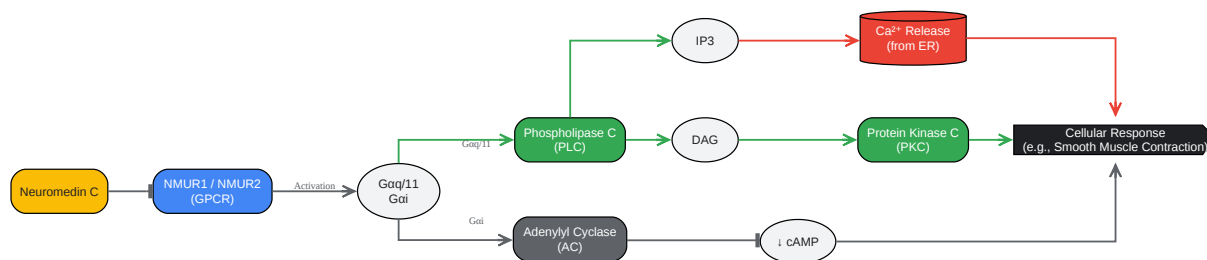 IP3
Ca²⁺ Release
(from ER)
Phospholipase C
(PLC)
DAG
Protein Kinase C
(PKC)
Cellular Response
(e.g., Smooth Muscle Contraction)
Gαq/11
Neuromedin C
NMUR1 / NMUR2
(GPCR)
Activation
Gαq/11
Gαi
Gαi
Adenylyl Cyclase
(AC)
↓ cAMP